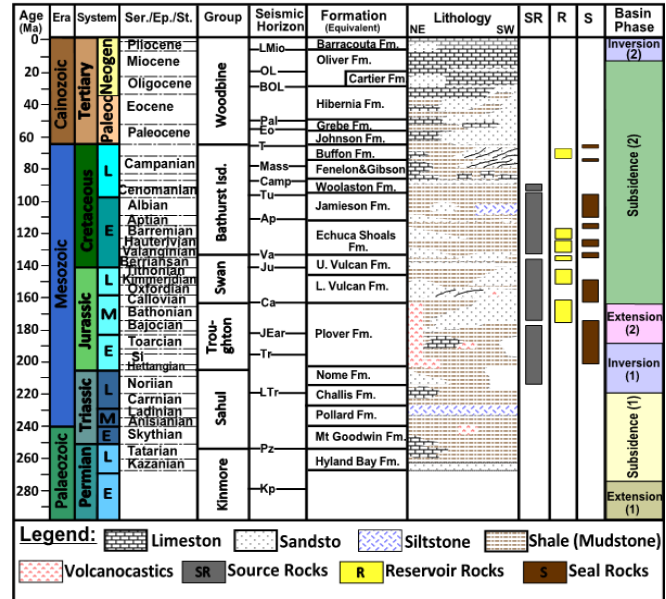 Age (Ma)
Era
System
Ser./Ep./St.
Group
Seismic Horizon
Formation (Equivalent)
Lithology
NE SW
SR
R
S
Basin Phase
0
20
40
60
80
100
120
140
160
180
200
220
240
260
280
Cainozoic
Mesozoic
Palaeozoic
Tertiary
Cretaceous
Jurassic
Triassic
Permian
Neogen
Paleoc
L
E
L
M
E
L
M
E
L
E
Pliocene
Miocene
Oligocene
Eocene
Paleocene
Campanian
Cenomanian
Albian
Aptian
Barremian
Hauterivian
Valanginian
Berriansan
Tithonian
Kimmeridian
Oxfordian
Callovian
Bathonian
Bajocian
Toarcian
Si
Hettangian
Noriian
Carrnian
Ladinian
Anisianian
Skythian
Tatarian
Kazanian
Woodbine
Bathurst Isd.
Swan
Trou-
ghton
Sahul
Kinmore
LMio
OL
BOL
Pal
Eo
T
Mass
Camp
Tu
Ap
Va
Ju
Ca
JEar
Tr
LTr
Pz
Kp
Barracouta Fm.
Oliver Fm.
Cartier Fm
Hibernia Fm.
Grebe Fm.
Johnson Fm.
Buffon Fm.
Fenelon&Gibson
Woolaston Fm.
Jamieson Fm.
Echuca Shoals
Fm.
U. Vulcan Fm.
L. Vulcan Fm.
Plover Fm.
Nome Fm.
Challis Fm.
Pollard Fm.
Mt Goodwin Fm.
Hyland Bay Fm.
Inversion
(2)
Subsidence (2)
Extension
(2)
Inversion
(1)
Subsidence (1)
Extension
(1)
Legend:
Limeston
Sandsto
Siltstone
Shale (Mudstone)
Volcanocastics
SR Source Rocks
R Reservoir Rocks
S Seal Rocks